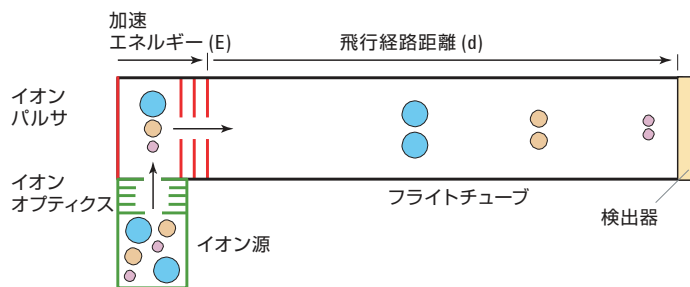 加速
エネルギー (E)
飛行経路距離 (d)
イオン
パルサ
イオン
オプティクス
フライトチューブ
検出器
イオン源